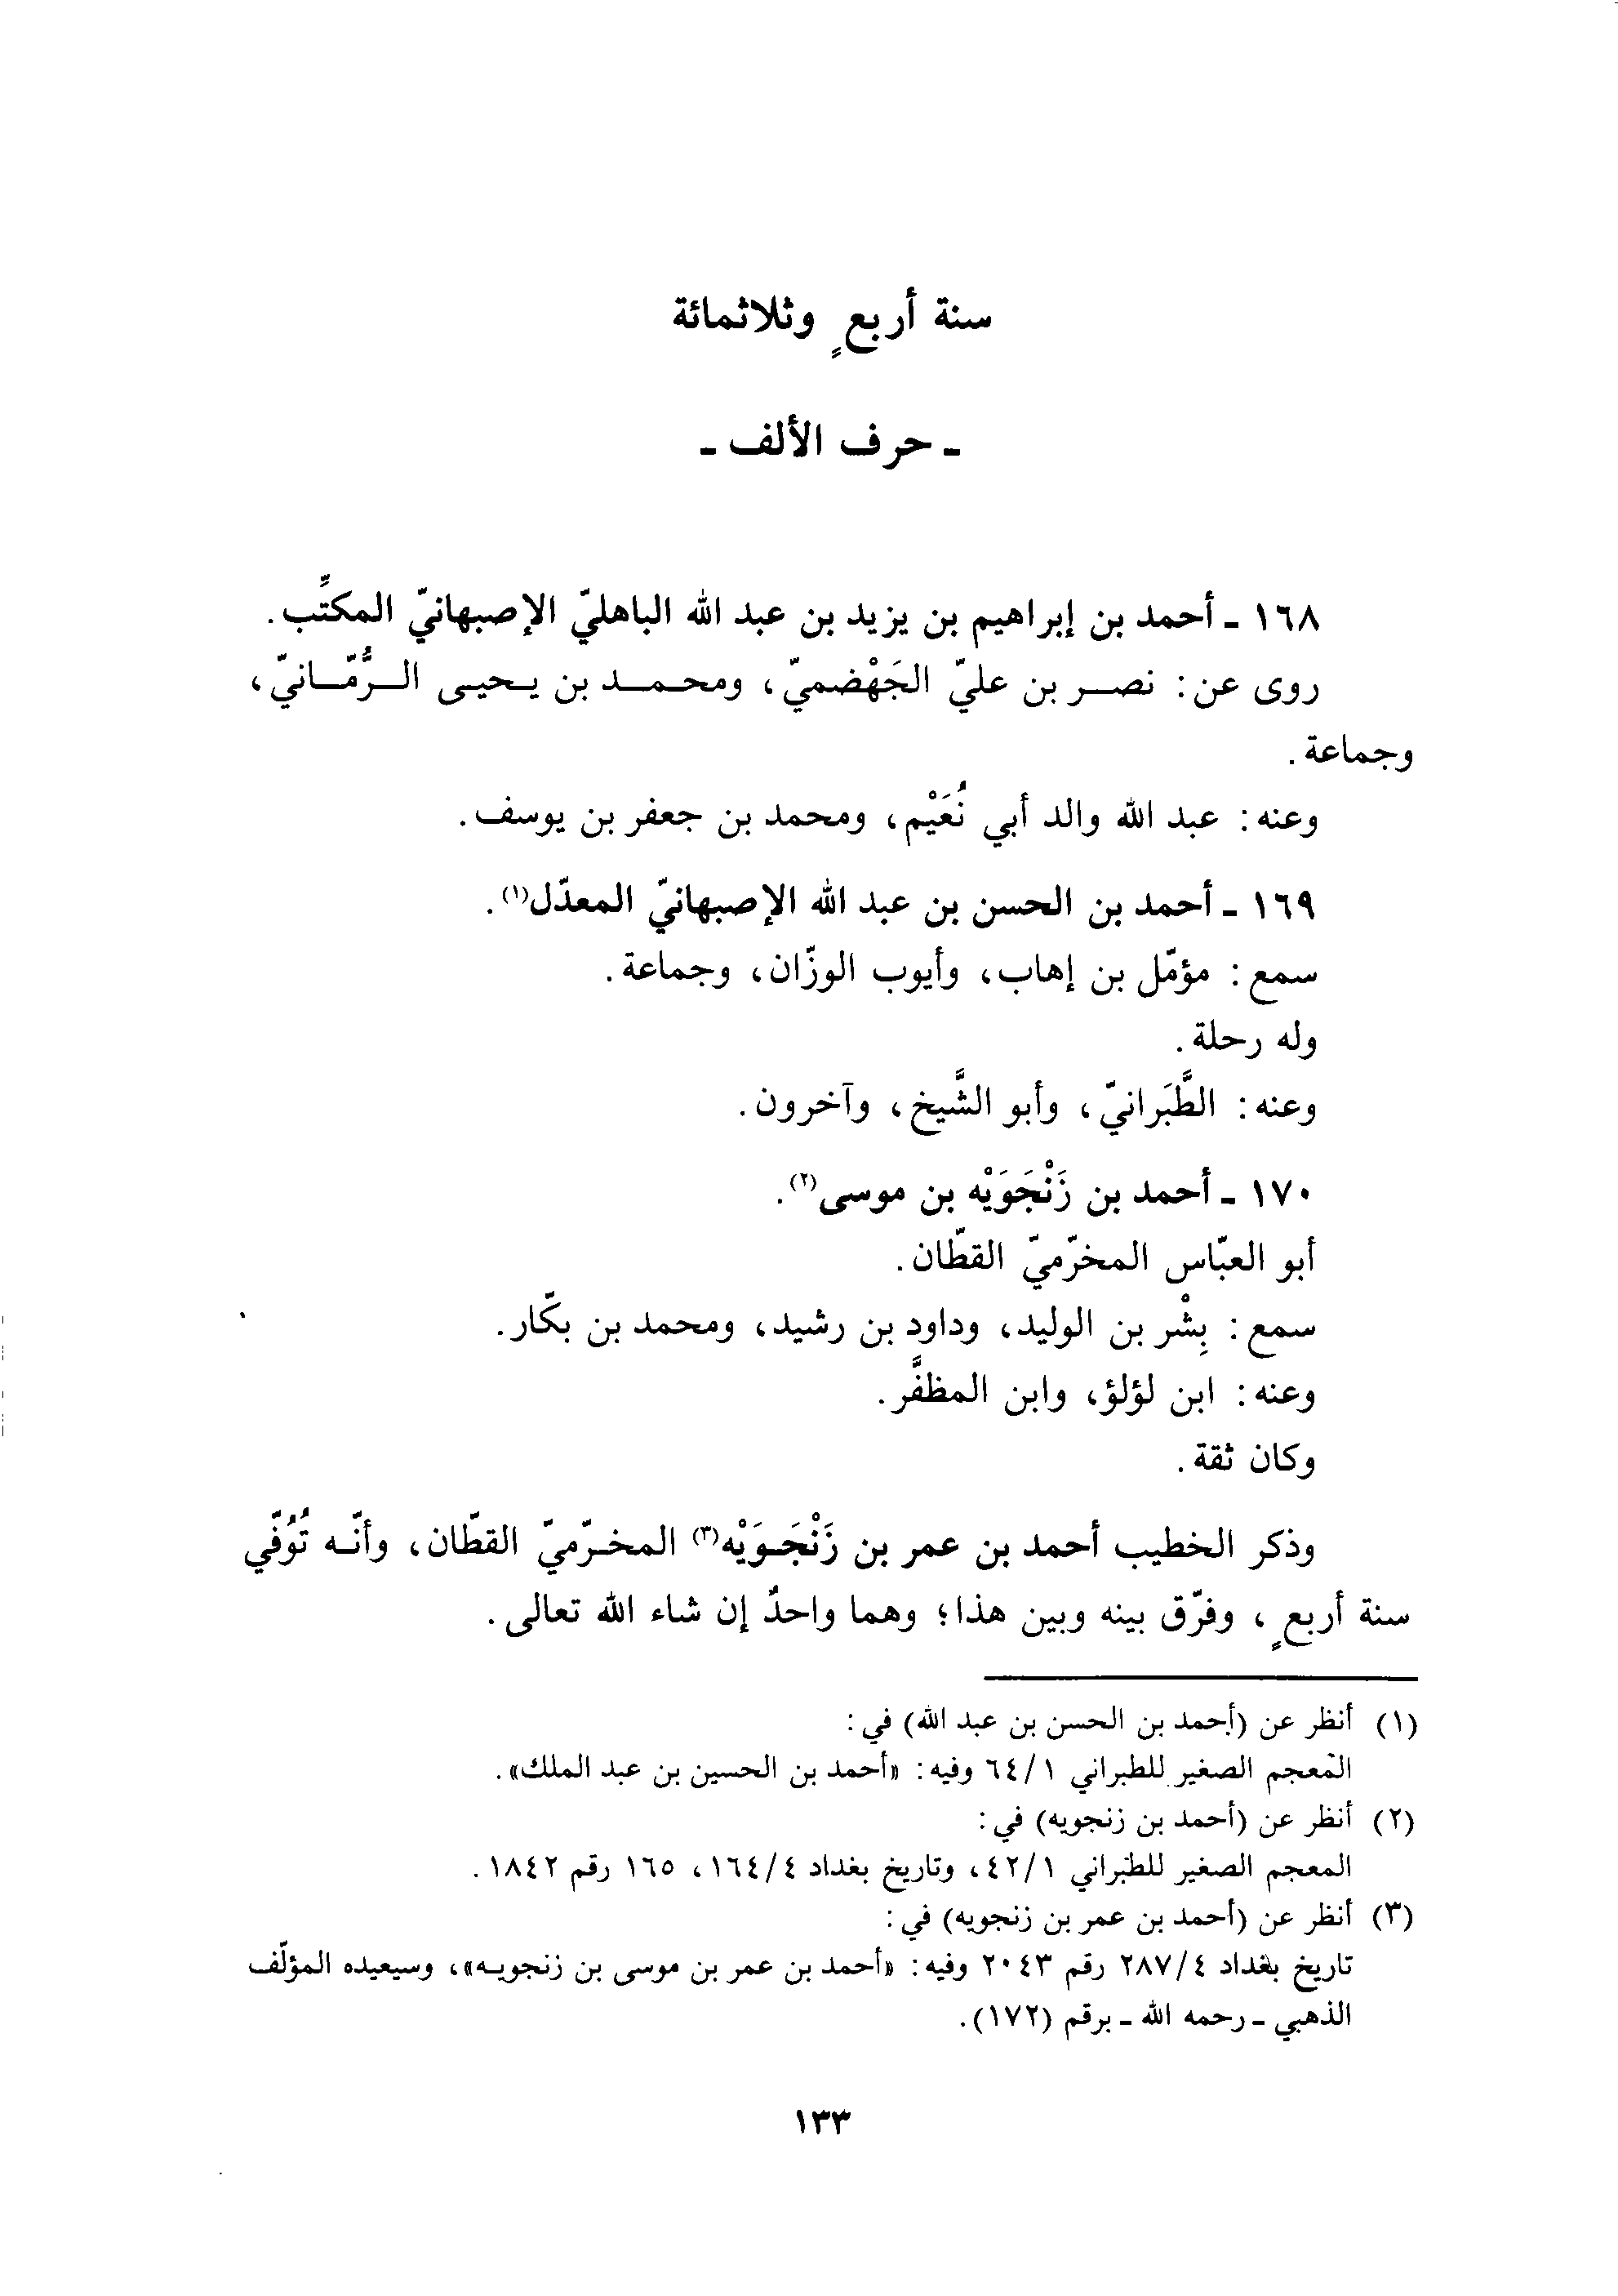 سنة أربعٍ وثلاثمائة
ـ حرف الألف ـ
١٦٨ ـ أحمد بن إبراهيم بن يزيد بن عبد الله الباهليّ الإصبهانيّ المكتِّب.
روى عن: نصر بن عليّ الجَهْضميّ، ومحمد بن يحيى الرُّمّانيّ،
وجماعة.
وعنه: عبد الله والد أبي نُعَيْم، ومحمد بن جعفر بن يوسف.
١٦٩ ـ أحمد بن الحسن بن عبد الله الإصبهانيّ المعدّل(١).
سمع: مؤمّل بن إهاب، وأيوب الوزّان، وجماعة.
وله رحلة.
وعنه: الطَّبَرانيّ، وأبو الشَّيخ، وآخرون.
١٧٠ ـ أحمد بن زَنْجَوَيْه بن موسى(٢).
أبو العبّاس المخرّميّ القطّان.
سمع: بِشْر بن الوليد، وداود بن رشيد، ومحمد بن بكّار.
وعنه: ابن لؤلؤ، وابن المظفَّر.
وكان ثقة.
وذكر الخطيب أحمد بن عمر بن زَنْجَوَيْه(٣) المخرّميّ القطّان، وأنّه تُوُفّي
سنة أربعٍ، وفرّق بينه وبين هذا؛ وهما واحدٌ إن شاء الله تعالى.
(١) أنظر عن (أحمد بن الحسن بن عبد الله) في:
المعجم الصغير للطبراني ١/ ٦٤ وفيه: «أحمد بن الحسين بن عبد الملك».
(٢) أنظر عن (أحمد بن زنجويه) في:
المعجم الصغير للطبراني ١/ ٤٢، وتاريخ بغداد ٤/ ١٦٤، ١٦٥ رقم ١٨٤٢.
(٣) أنظر عن (أحمد بن عمر بن زنجويه) في:
تاريخ بغداد ٤/ ٢٨٧ رقم ٢٠٤٣ وفيه: «أحمد بن عمر بن موسى بن زنجويه»، وسيعيده المؤلّف
الذهبي ـ رحمه الله ـ برقم (١٧٢).
١٣٣